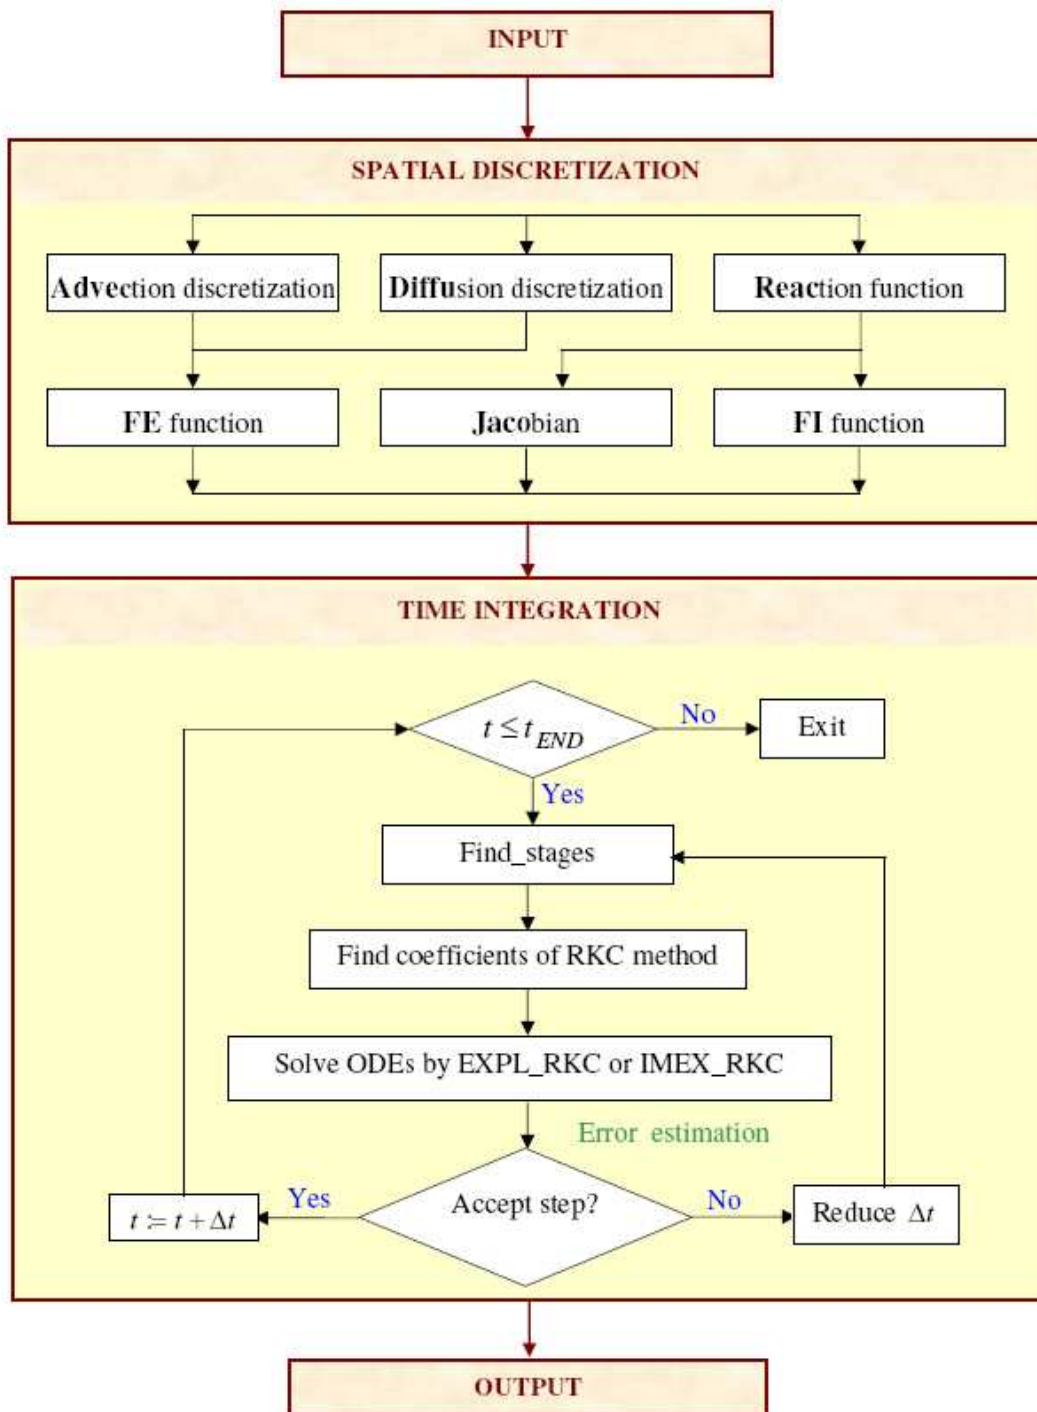 INPUT
SPATIAL DISCRETIZATION
Advection discretization
Diffusion discretization
Reaction function
FE function
Jacobian
FI function
TIME INTEGRATION
t ≤ t_END
No
Exit
Yes
Find_stages
Find coefficients of RKC method
Solve ODEs by EXPL_RKC or IMEX_RKC
Error estimation
Accept step?
Yes
No
t := t + Δt
Reduce Δt
OUTPUT